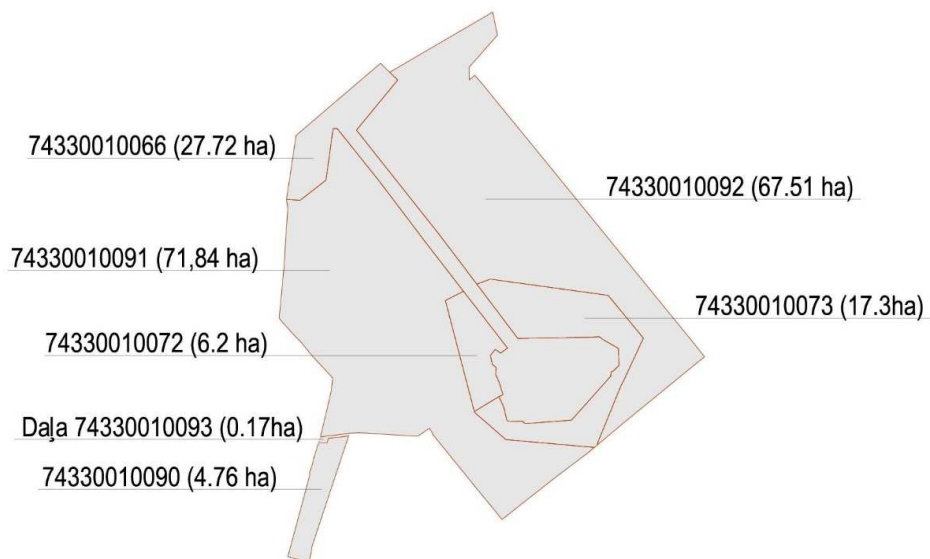 74330010066 (27.72 ha)
74330010092 (67.51 ha)
74330010091 (71,84 ha)
74330010073 (17.3ha)
74330010072 (6.2 ha)
Daļa 74330010093 (0.17ha)
74330010090 (4.76 ha)